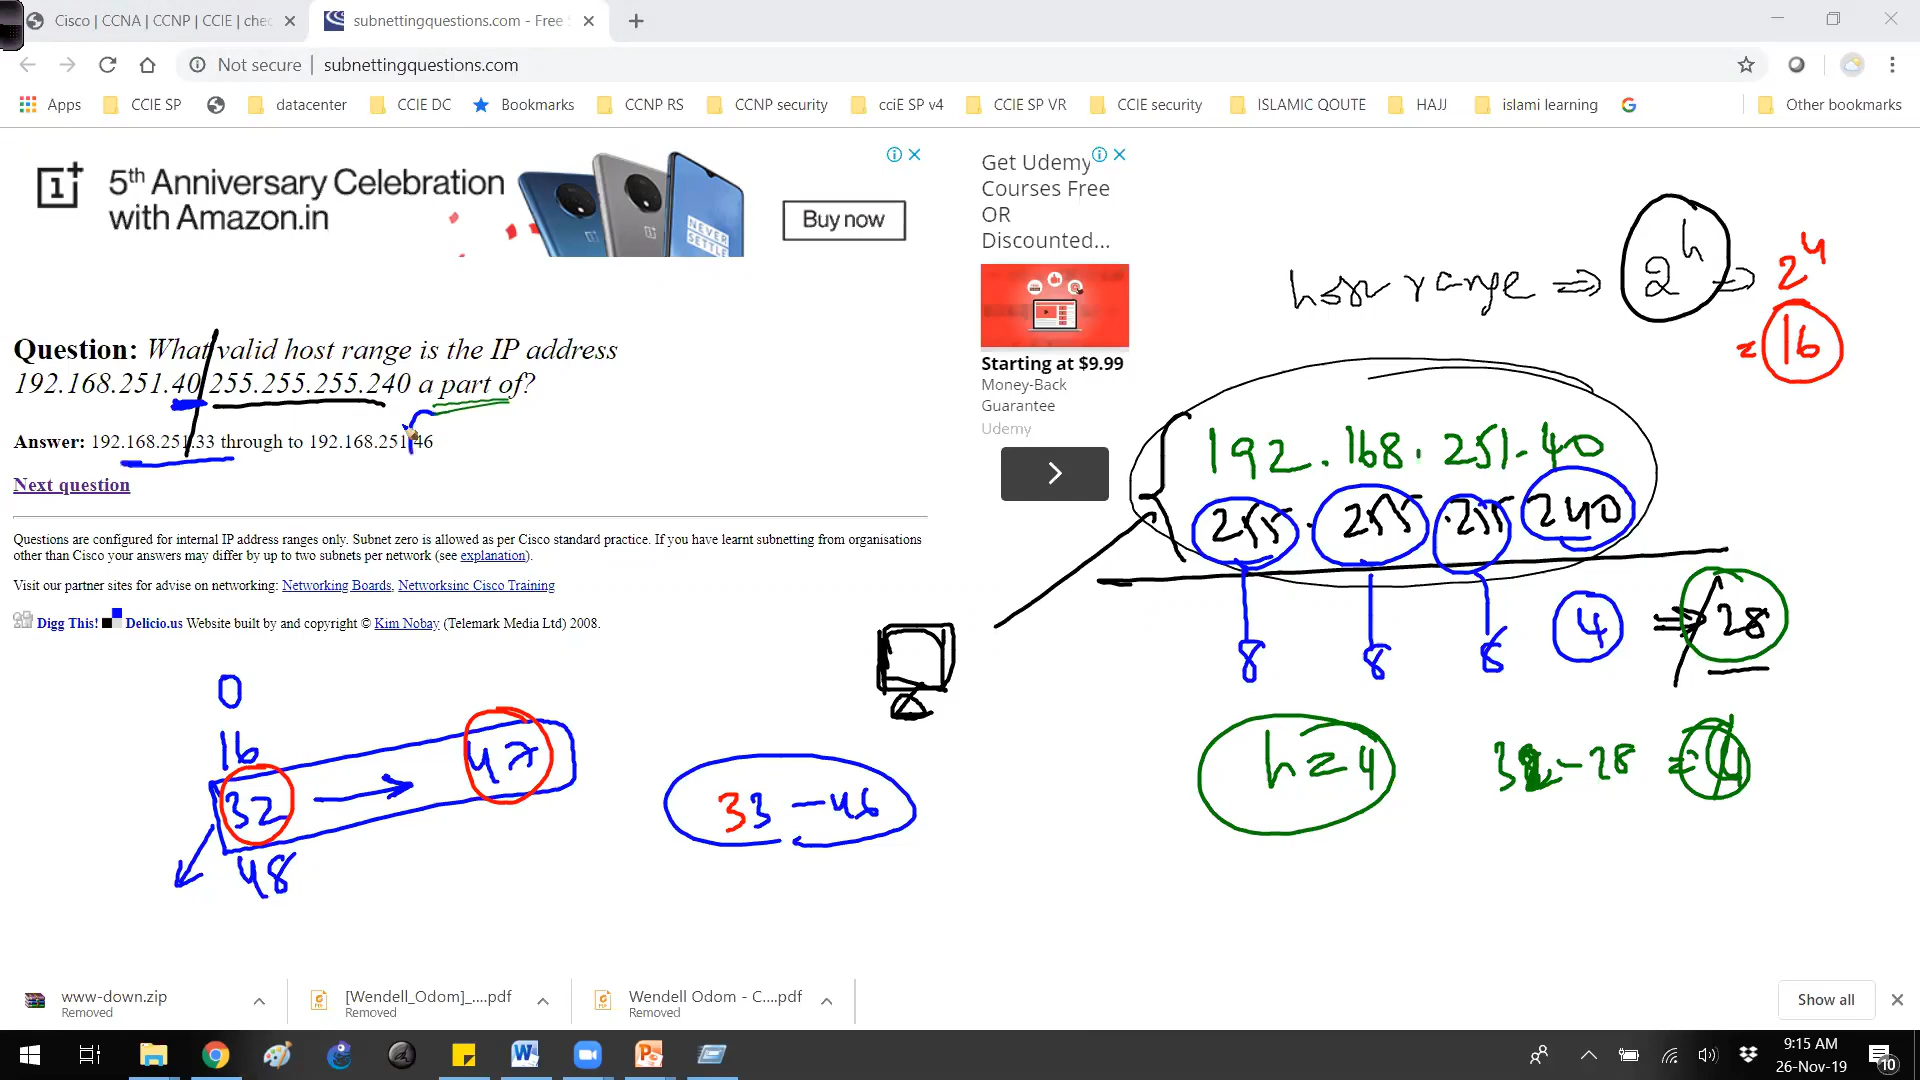 Cisco | CCNA | CCNP | CCIE | che
subnettingquestions.com - Free S
Not secure | subnettingquestions.com
Apps CCIE SP datacenter CCIE DC Bookmarks CCNP RS CCNP security cciE SP v4 CCIE SP VR CCIE security ISLAMIC QOUTE HAJJ islami learning Other bookmarks
5th Anniversary Celebration
with Amazon.in
NEVER SETTLE
Buy now
Get Udemy
Courses Free
OR
Discounted...
Starting at $9.99
Money-Back
Guarantee
Udemy
host range ⇒ 2^h ⇒ 2^4
= 16
Question: What valid host range is the IP address
192.168.251.40 255.255.255.240 a part of?
Answer: 192.168.251.33 through to 192.168.251.46
Next question
Questions are configured for internal IP address ranges only. Subnet zero is allowed as per Cisco standard practice. If you have learnt subnetting from organisations
other than Cisco your answers may differ by up to two subnets per network (see explanation).
Visit our partner sites for advise on networking: Networking Boards, Networksinc Cisco Training
Digg This! Delicio.us Website built by and copyright © Kim Nobay (Telemark Media Ltd) 2008.
192.168.251.40
255.255.255.240
8 8 8 4 ⇒ 28
h=4 32-28 = 4
0
16
32 → 47
48
33-46
www-down.zip
Removed
[Wendell_Odom]_....pdf
Removed
Wendell Odom - C....pdf
Removed
Show all
9:15 AM
26-Nov-19
10